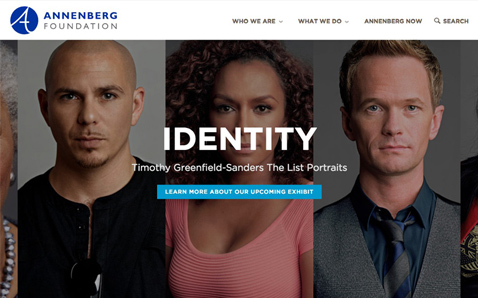 ANNENBERG
FOUNDATION
WHO WE ARE
WHAT WE DO
ANNENBERG NOW
SEARCH
IDENTITY
Timothy Greenfield-Sanders The List Portraits
LEARN MORE ABOUT OUR UPCOMING EXHIBIT